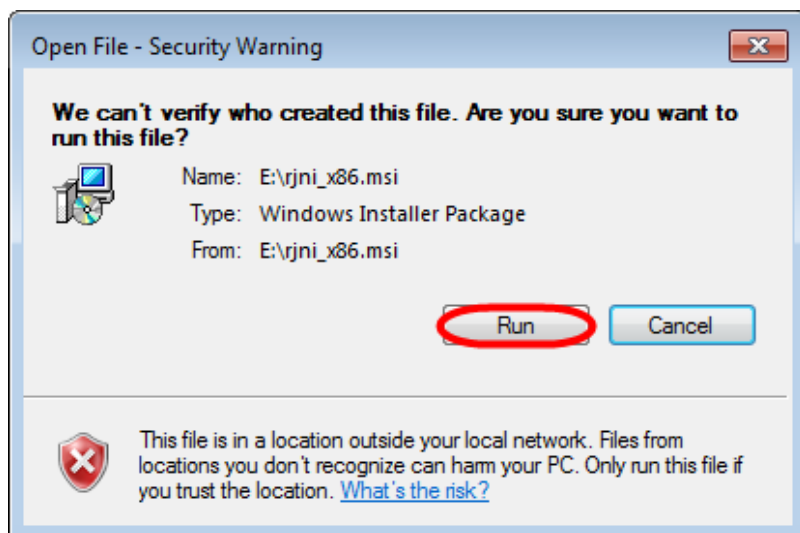 Open File - Security Warning
We can't verify who created this file. Are you sure you want to
run this file?
Name: E:\rjni_x86.msi
Type: Windows Installer Package
From: E:\rjni_x86.msi
Run Cancel
This file is in a location outside your local network. Files from
locations you don't recognize can harm your PC. Only run this file if
you trust the location. What's the risk?